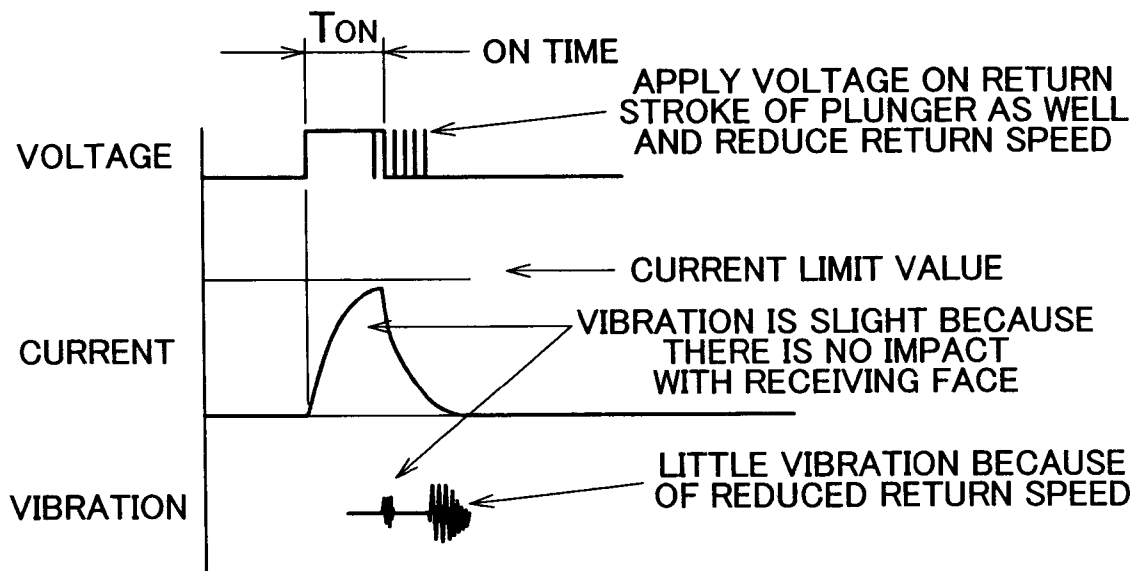 TON
ON TIME
APPLY VOLTAGE ON RETURN
STROKE OF PLUNGER AS WELL
AND REDUCE RETURN SPEED
VOLTAGE
CURRENT LIMIT VALUE
VIBRATION IS SLIGHT BECAUSE
THERE IS NO IMPACT
WITH RECEIVING FACE
CURRENT
LITTLE VIBRATION BECAUSE
OF REDUCED RETURN SPEED
VIBRATION